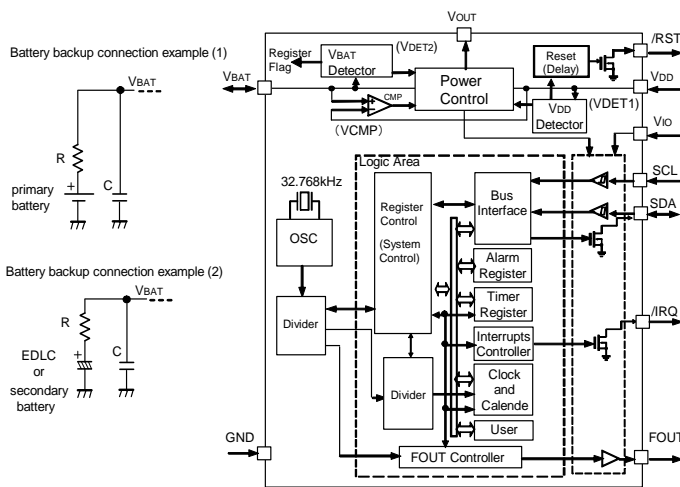 Battery backup connection example (1)
VBAT
R
+
C
primary
battery
Battery backup connection example (2)
VBAT
R
+
C
EDLC
or
secondary
battery
VOUT
Register
Flag
VBAT
Detector
(VDET2)
Power
Control
Reset
(Delay)
/RST
VBAT
VDD
+
−
CMP
(VCMP)
VDD
Detector
(VDET1)
VIO
Logic Area
32.768kHz
OSC
Register
Control
(System
Control)
Bus
Interface
SCL
SDA
Alarm
Register
Timer
Register
Divider
Interrupts
Controller
/IRQ
Divider
Clock
and
Calende
User
GND
FOUT Controller
FOUT